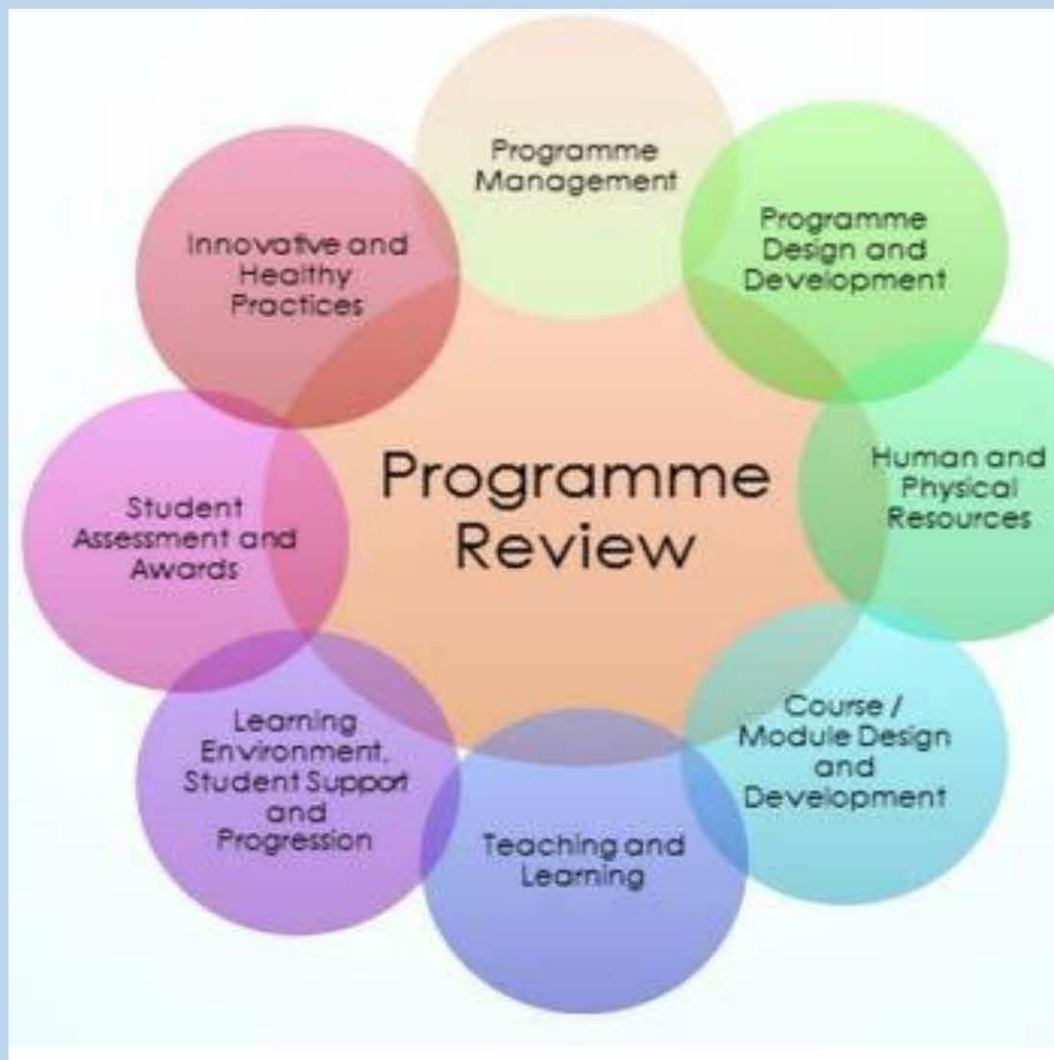 Programme
Management
Programme
Design and
Development
Human and
Physical
Resources
Course /
Module Design
and
Development
Teaching and
Learning
Learning
Environment,
Student Support
and
Progression
Student
Assessment and
Awards
Innovative and
Healthy
Practices
Programme
Review